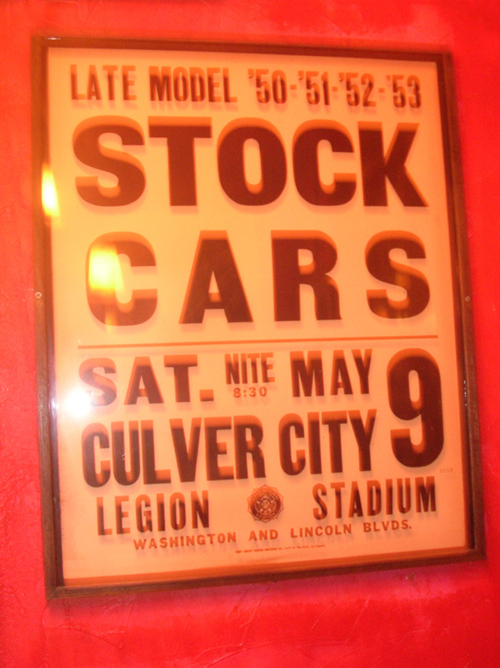 LATE MODEL '50-'51-'52-'53
STOCK
CARS
SAT. NITE 8:30 MAY 9
CULVER CITY
LEGION STADIUM
WASHINGTON AND LINCOLN BLVDS.